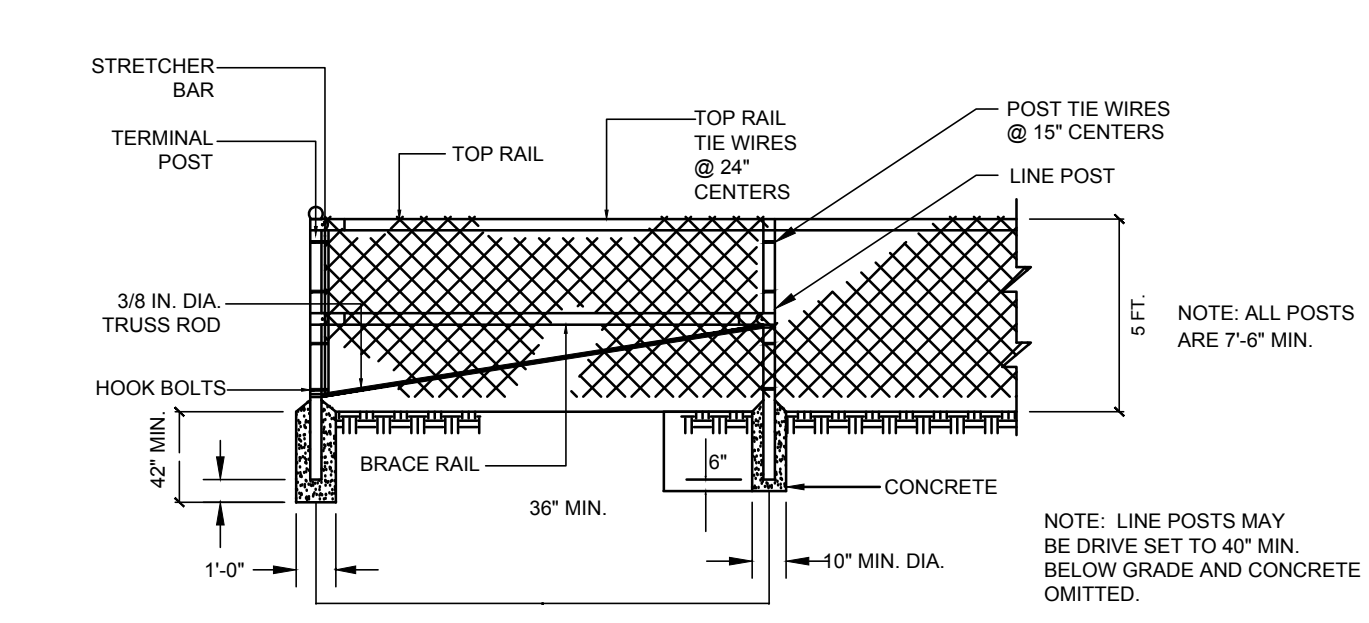 STRETCHER
BAR
TERMINAL
POST
TOP RAIL
TOP RAIL
TIE WIRES
@ 24"
CENTERS
POST TIE WIRES
@ 15" CENTERS
LINE POST
3/8 IN. DIA.
TRUSS ROD
HOOK BOLTS
5 FT.
NOTE: ALL POSTS
ARE 7'-6" MIN.
42" MIN.
BRACE RAIL
6"
36" MIN.
CONCRETE
1'-0"
10" MIN. DIA.
NOTE: LINE POSTS MAY
BE DRIVE SET TO 40" MIN.
BELOW GRADE AND CONCRETE
OMITTED.